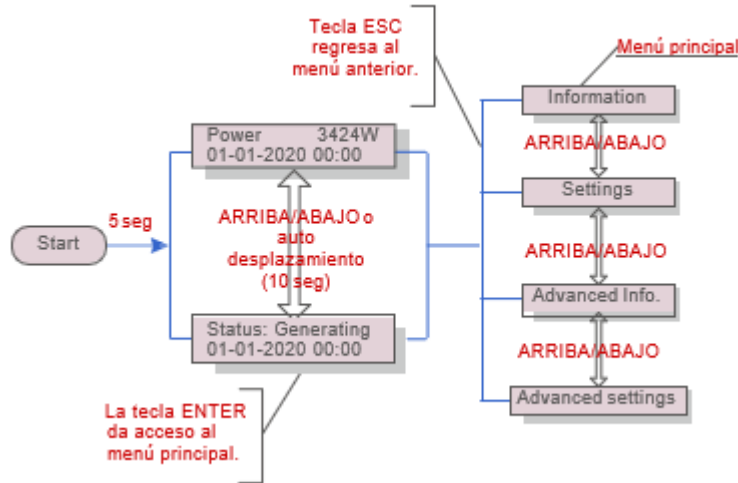 Tecla ESC
regresa al
menú anterior.
Menú principal
Information
ARRIBA/ABAJO
Settings
ARRIBA/ABAJO
Advanced Info.
ARRIBA/ABAJO
Advanced settings
Power 3424W
01-01-2020 00:00
5 seg
Start
ARRIBA/ABAJO o
auto
desplazamiento
(10 seg)
Status: Generating
01-01-2020 00:00
La tecla ENTER
da acceso al
menú principal.